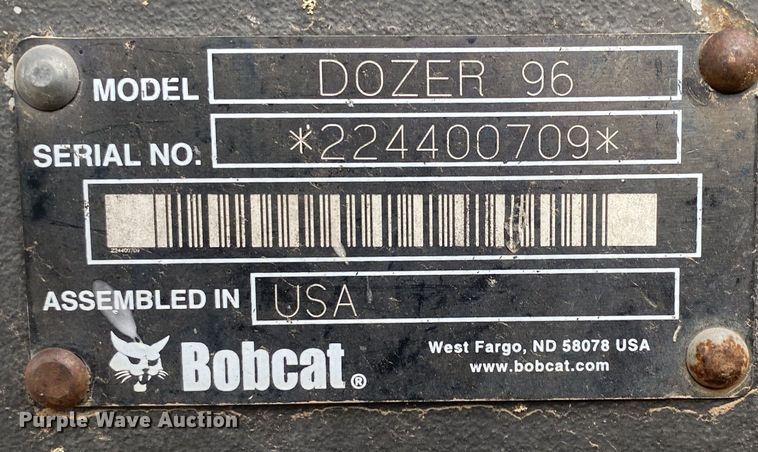 MODEL DOZER 96
SERIAL NO. *224400709*
224400709
ASSEMBLED IN USA
Bobcat®
West Fargo, ND 58078 USA
www.bobcat.com
Purple Wave Auction